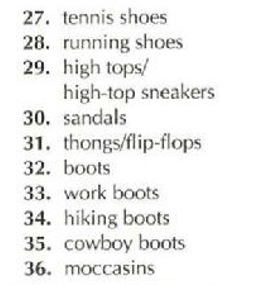 27. tennis shoes
28. running shoes
29. high tops/
high-top sneakers
30. sandals
31. thongs/flip-flops
32. boots
33. work boots
34. hiking boots
35. cowboy boots
36. moccasins